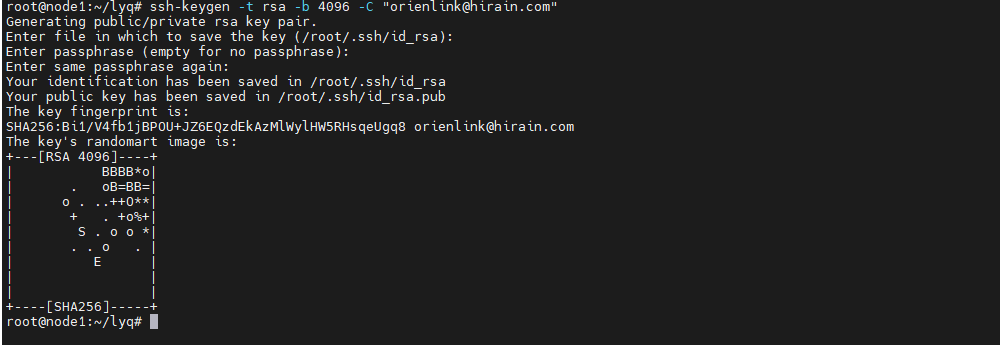 root@node1:~/lyq# ssh-keygen -t rsa -b 4096 -C "orienlink@hirain.com"
Generating public/private rsa key pair.
Enter file in which to save the key (/root/.ssh/id_rsa):
Enter passphrase (empty for no passphrase):
Enter same passphrase again:
Your identification has been saved in /root/.ssh/id_rsa
Your public key has been saved in /root/.ssh/id_rsa.pub
The key fingerprint is:
SHA256:Bi1/V4fb1jBPOU+JZ6EQzdEkAzMlWylHW5RHsqeUgq8 orienlink@hirain.com
The key's randomart image is:
+---[RSA 4096]----+
|           BBBB*o|
|       .   oB=BB=|
|      o . ..++O**|
|       +   . +o%+|
|        S . o o *|
|       . . o   . |
|          E      |
|                 |
|                 |
+----[SHA256]-----+
root@node1:~/lyq#